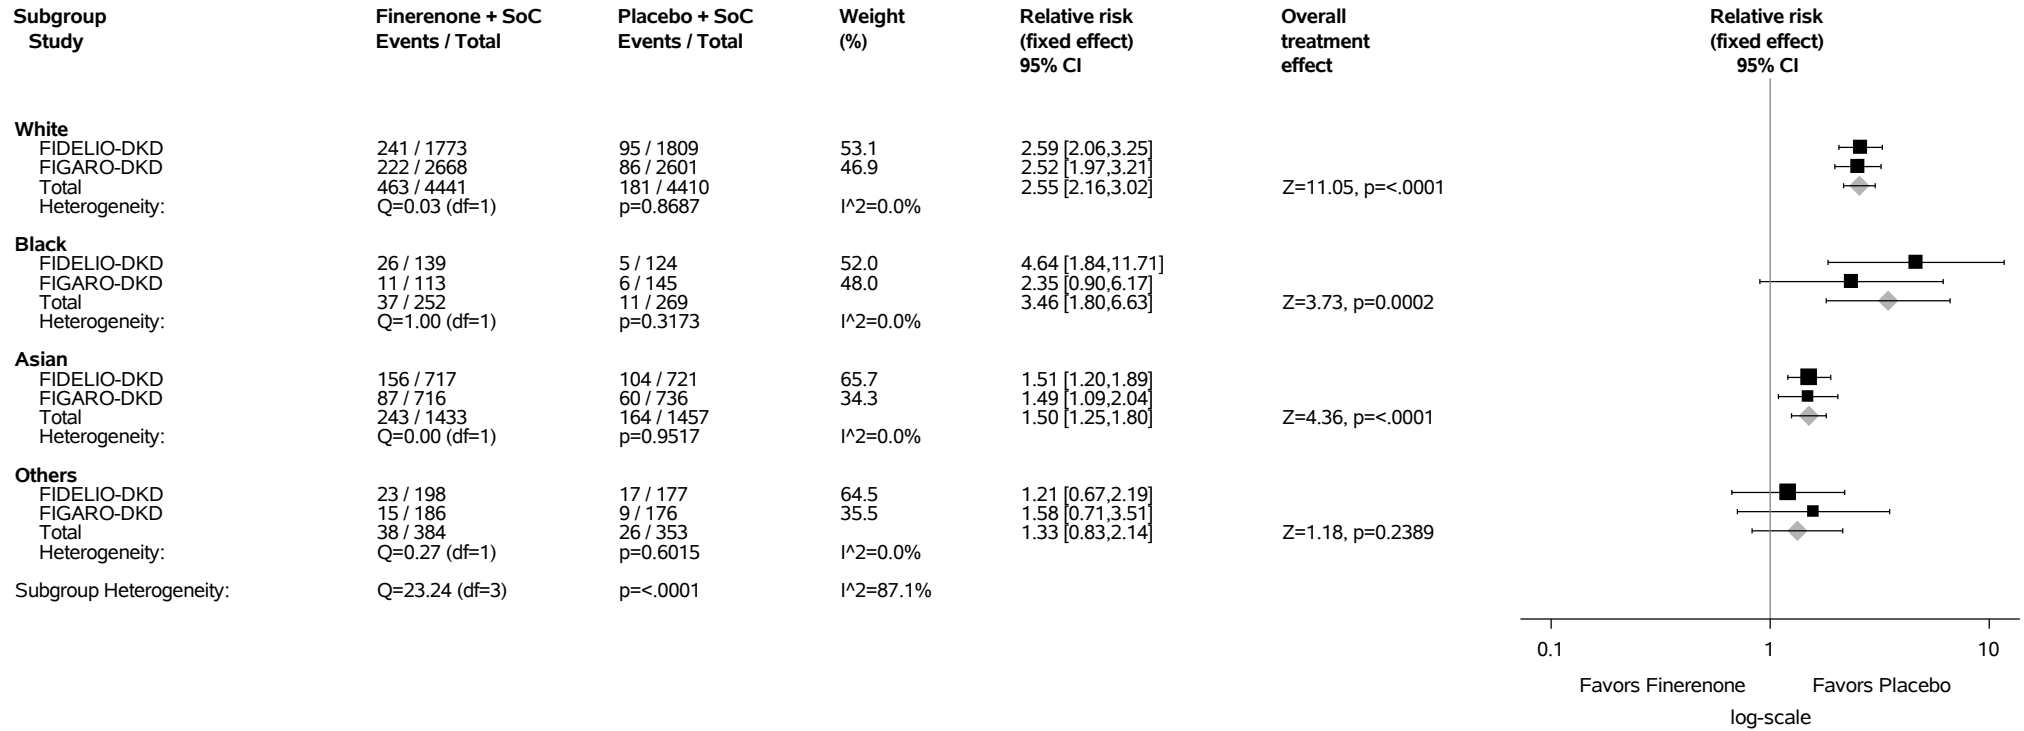 Subgroup Finerenone + SoC Placebo + SoC Weight Relative risk Overall Relative risk
Study Events / Total Events / Total (%) (fixed effect) treatment (fixed effect)
95% CI effect 95% CI
White
FIDELIO-DKD 241 / 1773 95 / 1809 53.1 2.59 [2.06,3.25]
FIGARO-DKD 222 / 2668 86 / 2601 46.9 2.52 [1.97,3.21]
Total 463 / 4441 181 / 4410 2.55 [2.16,3.02] Z=11.05, p=<.0001
Heterogeneity: Q=0.03 (df=1) p=0.8687 I^2=0.0%
Black
FIDELIO-DKD 26 / 139 5 / 124 52.0 4.64 [1.84,11.71]
FIGARO-DKD 11 / 113 6 / 145 48.0 2.35 [0.90,6.17]
Total 37 / 252 11 / 269 3.46 [1.80,6.63] Z=3.73, p=0.0002
Heterogeneity: Q=1.00 (df=1) p=0.3173 I^2=0.0%
Asian
FIDELIO-DKD 156 / 717 104 / 721 65.7 1.51 [1.20,1.89]
FIGARO-DKD 87 / 716 60 / 736 34.3 1.49 [1.09,2.04]
Total 243 / 1433 164 / 1457 1.50 [1.25,1.80] Z=4.36, p=<.0001
Heterogeneity: Q=0.00 (df=1) p=0.9517 I^2=0.0%
Others
FIDELIO-DKD 23 / 198 17 / 177 64.5 1.21 [0.67,2.19]
FIGARO-DKD 15 / 186 9 / 176 35.5 1.58 [0.71,3.51]
Total 38 / 384 26 / 353 1.33 [0.83,2.14] Z=1.18, p=0.2389
Heterogeneity: Q=0.27 (df=1) p=0.6015 I^2=0.0%
Subgroup Heterogeneity: Q=23.24 (df=3) p=<.0001 I^2=87.1%
0.1 1 10
Favors Finerenone Favors Placebo
log-scale